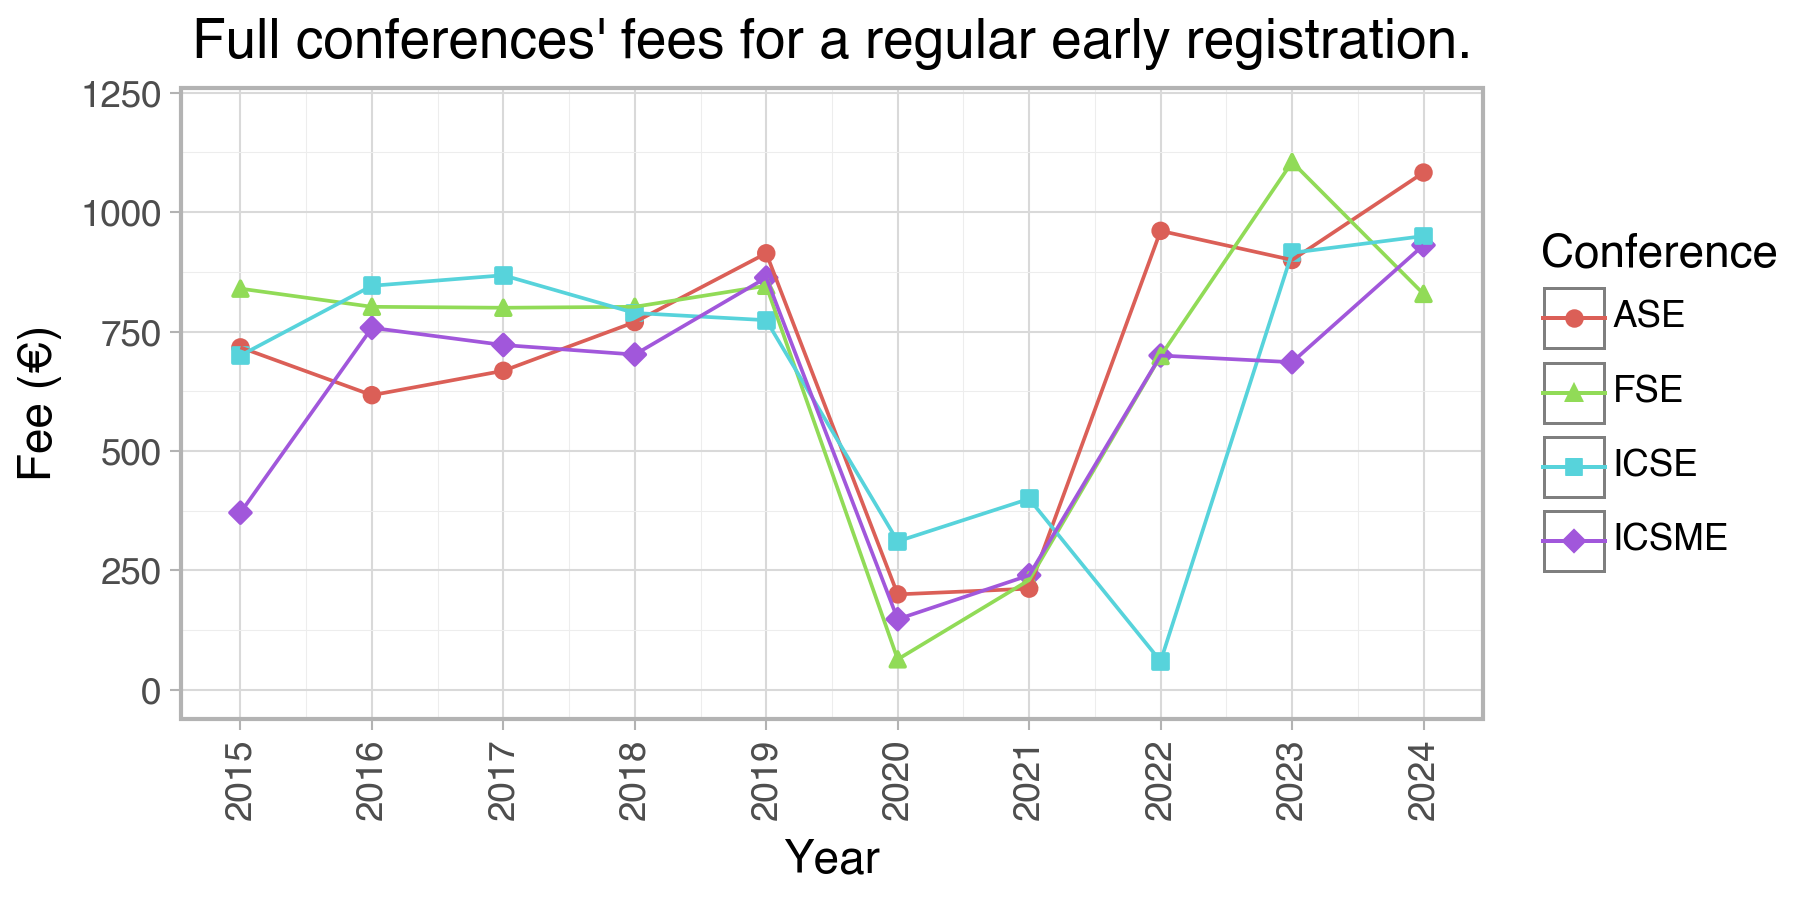 Full conferences' fees for a regular early registration.
1250
1000
750
500
250
0
Fee (€)
2015
2016
2017
2018
2019
2020
2021
2022
2023
2024
Year
Conference
ASE
FSE
ICSE
ICSME